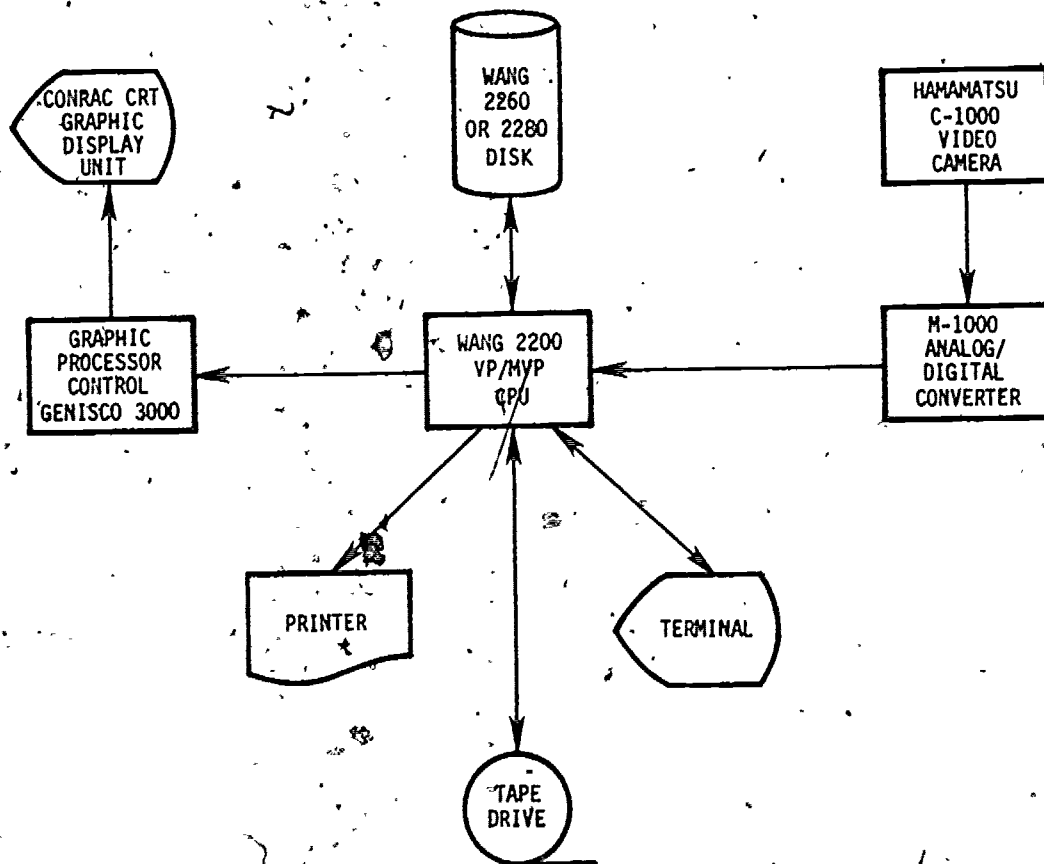 CONRAC CRT
GRAPHIC
DISPLAY
UNIT
WANG
2260
OR 2280
DISK
HAMAMATSU
C-1000
VIDEO
CAMERA
GRAPHIC
PROCESSOR
CONTROL
GENISCO 3000
WANG 2200
VP/MVP
CPU
M-1000
ANALOG/
DIGITAL
CONVERTER
PRINTER
TERMINAL
TAPE
DRIVE